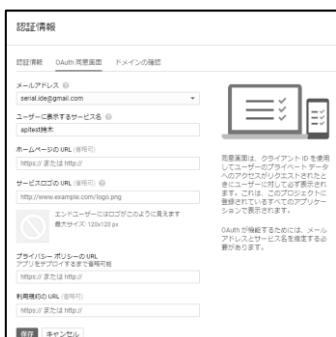 認証情報
認証情報 OAuth 同意画面 ドメインの確認
メールアドレス
serial.ide@gmail.com
ユーザーに表示するサービス名
apitest鈴木
ホームページの URL (省略可)
https:// または http://
サービスロゴの URL (省略可)
http://www.example.com/logo.png
エンドユーザーにはロゴがこのように見えます
最大サイズ: 120x120 px
プライバシー ポリシーの URL
アプリをデプロイするまで省略可能
https:// または http://
利用規約の URL (省略可)
https:// または http://
保存 キャンセル
同意画面は、クライアント ID を使用
してユーザーのプライベート データ
へのアクセスがリクエストされたと
きにユーザーに対して必ず表示され
ます。これは、このプロジェクトに
登録されているすべてのアプリケー
ションで表示されます。
OAuth が機能するためには、メール
アドレスとサービス名を指定する必
要があります。